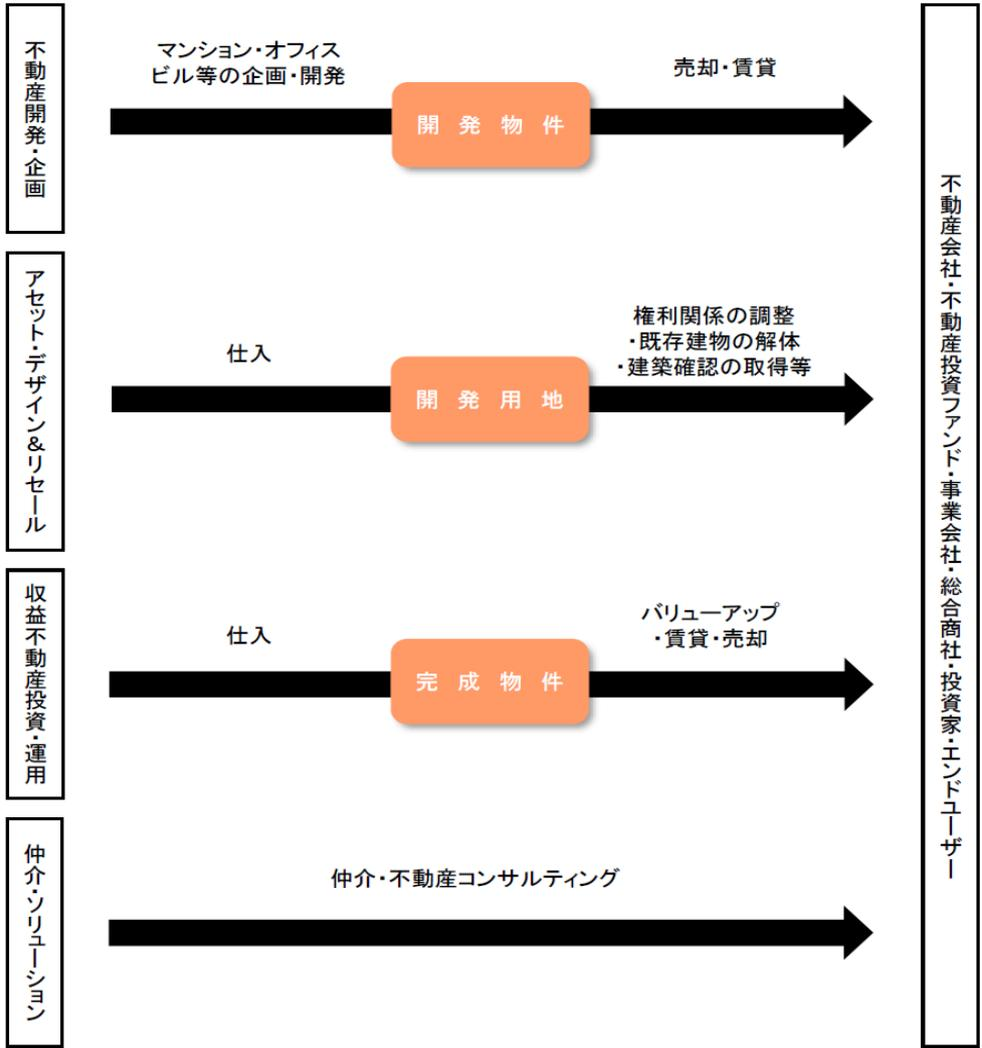 不動産開発・企画
マンション・オフィス
ビル等の企画・開発
開発物件
売却・賃貸
アセット・デザイン＆リセール
仕入
開発用地
権利関係の調整
・既存建物の解体
・建築確認の取得等
収益不動産投資・運用
仕入
完成物件
バリューアップ
・賃貸・売却
仲介・ソリューション
仲介・不動産コンサルティング
不動産会社・不動産投資ファンド・事業会社・総合商社・投資家・エンドユーザー